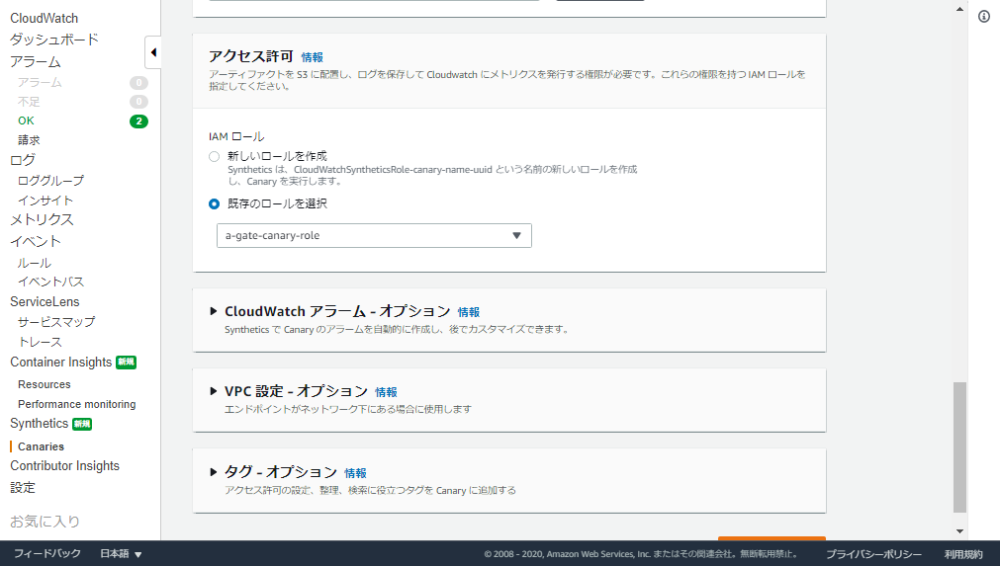 CloudWatch
ダッシュボード
アラーム
アラーム 0
不足 0
OK 2
請求
ログ
ロググループ
インサイト
メトリクス
イベント
ルール
イベントバス
ServiceLens
サービスマップ
トレース
Container Insights 新規
Resources
Performance monitoring
Synthetics 新規
Canaries
Contributor Insights
設定
お気に入り
アクセス許可 情報
アーティファクトを S3 に配置し、ログを保存して Cloudwatch にメトリクスを発行する権限が必要です。これらの権限を持つ IAM ロールを
指定してください。
IAM ロール
新しいロールを作成
Synthetics は、CloudWatchSyntheticsRole-canary-name-uuid という名前の新しいロールを作成
し、Canary を実行します。
既存のロールを選択
a-gate-canary-role
CloudWatch アラーム - オプション 情報
Synthetics で Canary のアラームを自動的に作成し、後でカスタマイズできます。
VPC 設定 - オプション 情報
エンドポイントがネットワーク下にある場合に使用します
タグ - オプション 情報
アクセス許可の設定、整理、検索に役立つタグを Canary に追加する
フィードバック 日本語 © 2008 - 2020, Amazon Web Services, Inc. またはその関連会社。無断転用禁止。 プライバシーポリシー 利用規約